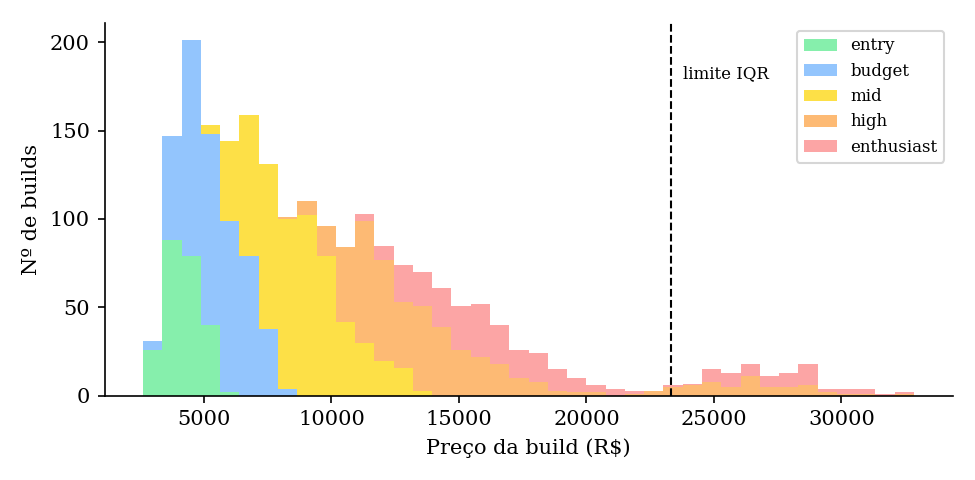 200
150
100
50
0
Nº de builds
5000
10000
15000
20000
25000
30000
Preço da build (R$)
limite IQR
entry
budget
mid
high
enthusiast